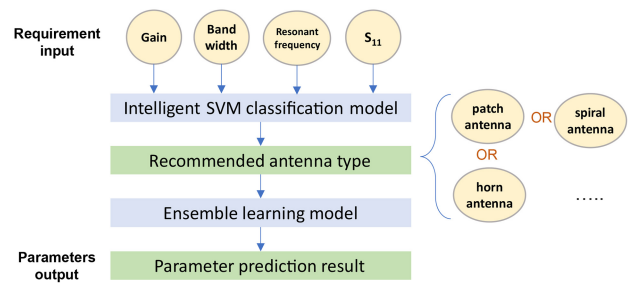 Requirement
input
Gain
Band
width
Resonant
frequency
S₁₁
Intelligent SVM classification model
Recommended antenna type
Ensemble learning model
Parameter prediction result
Parameters
output
patch
antenna
OR
spiral
antenna
OR
horn
antenna
.....